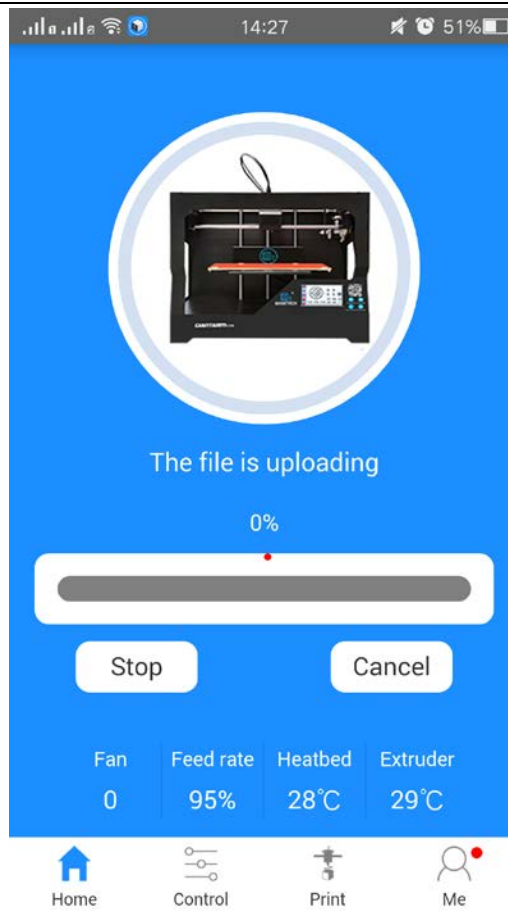 14:27
51%
The file is uploading
0%
Stop
Cancel
Fan
Feed rate
Heatbed
Extruder
0
95%
28℃
29℃
Home
Control
Print
Me